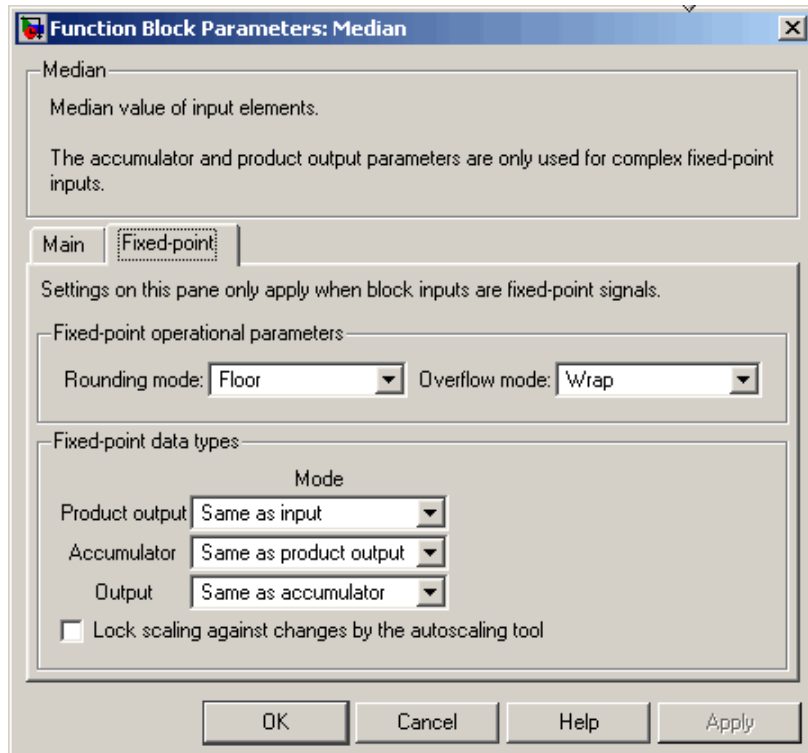 Function Block Parameters: Median
Median
Median value of input elements.
The accumulator and product output parameters are only used for complex fixed-point
inputs.
Main Fixed-point
Settings on this pane only apply when block inputs are fixed-point signals.
Fixed-point operational parameters
Rounding mode: Floor Overflow mode: Wrap
Fixed-point data types
Mode
Product output Same as input
Accumulator Same as product output
Output Same as accumulator
Lock scaling against changes by the autoscaling tool
OK Cancel Help Apply